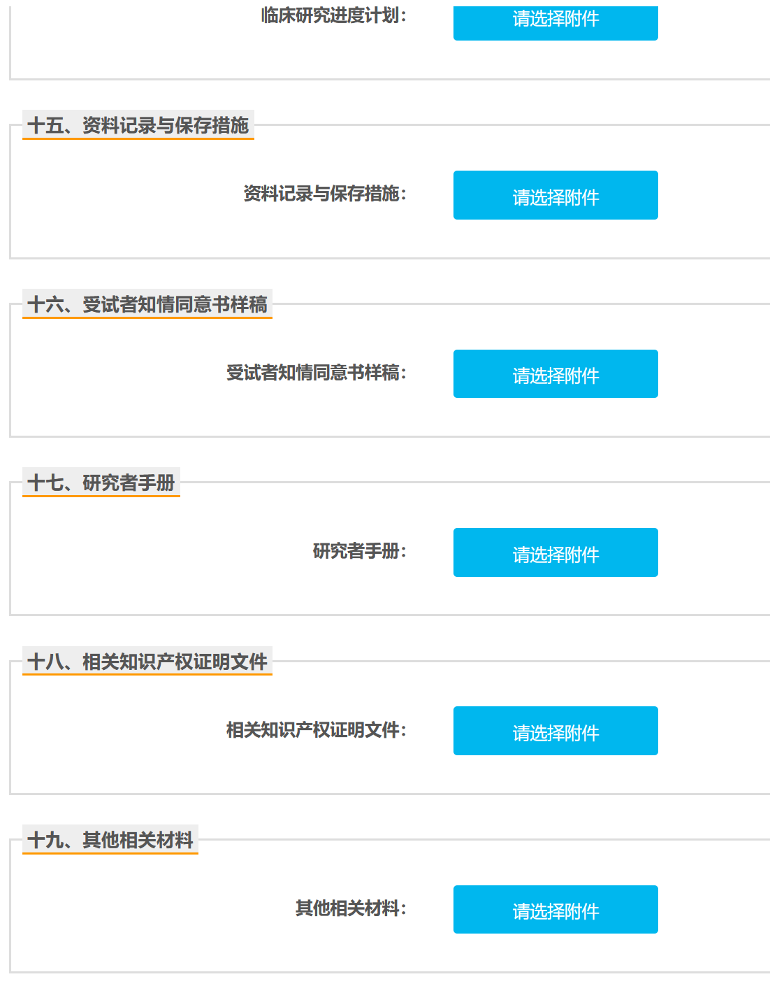 临床研究进度计划： 请选择附件
十五、资料记录与保存措施
资料记录与保存措施： 请选择附件
十六、受试者知情同意书样稿
受试者知情同意书样稿： 请选择附件
十七、研究者手册
研究者手册： 请选择附件
十八、相关知识产权证明文件
相关知识产权证明文件： 请选择附件
十九、其他相关材料
其他相关材料： 请选择附件